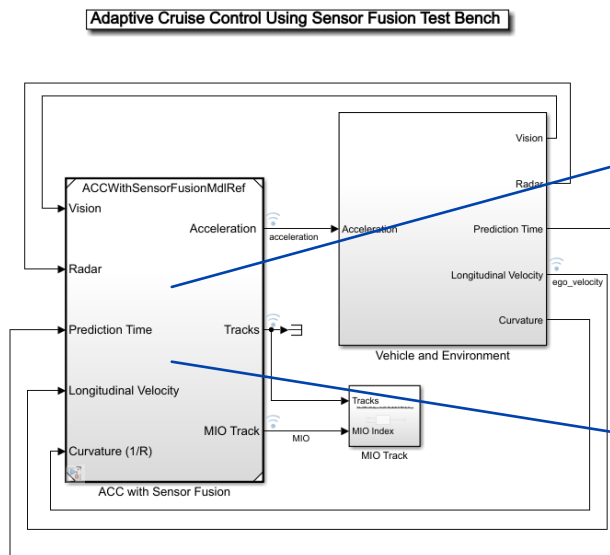 Adaptive Cruise Control Using Sensor Fusion Test Bench
ACCWithSensorFusionMdlRef
Vision
Radar
Prediction Time
Longitudinal Velocity
Curvature (1/R)
Acceleration
Tracks
MIO Track
ACC with Sensor Fusion
acceleration
MIO
Acceleration
Vision
Radar
Prediction Time
Longitudinal Velocity
Curvature
Vehicle and Environment
ego_velocity
Tracks
MIO Index
MIO Track